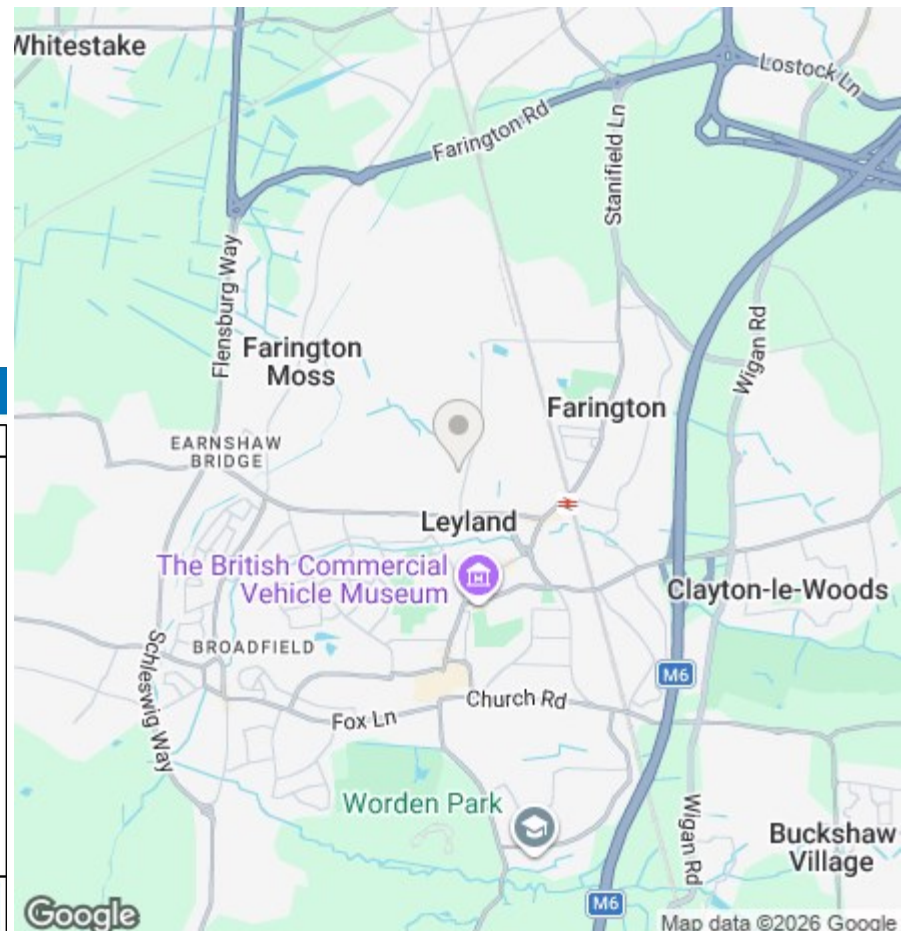 Whitestake
Lostock Ln
Farington Rd
Stanifield Ln
Flensburg Way
Farington
Moss
Wigan Rd
Farington
EARNSHAW
BRIDGE
Leyland
The British Commercial
Vehicle Museum
Clayton-le-Woods
BROADFIELD
Schleswig Way
M6
Church Rd
Fox Ln
Worden Park
Wigan Rd
Buckshaw
Village
M6
Google
Map data ©2026 Google